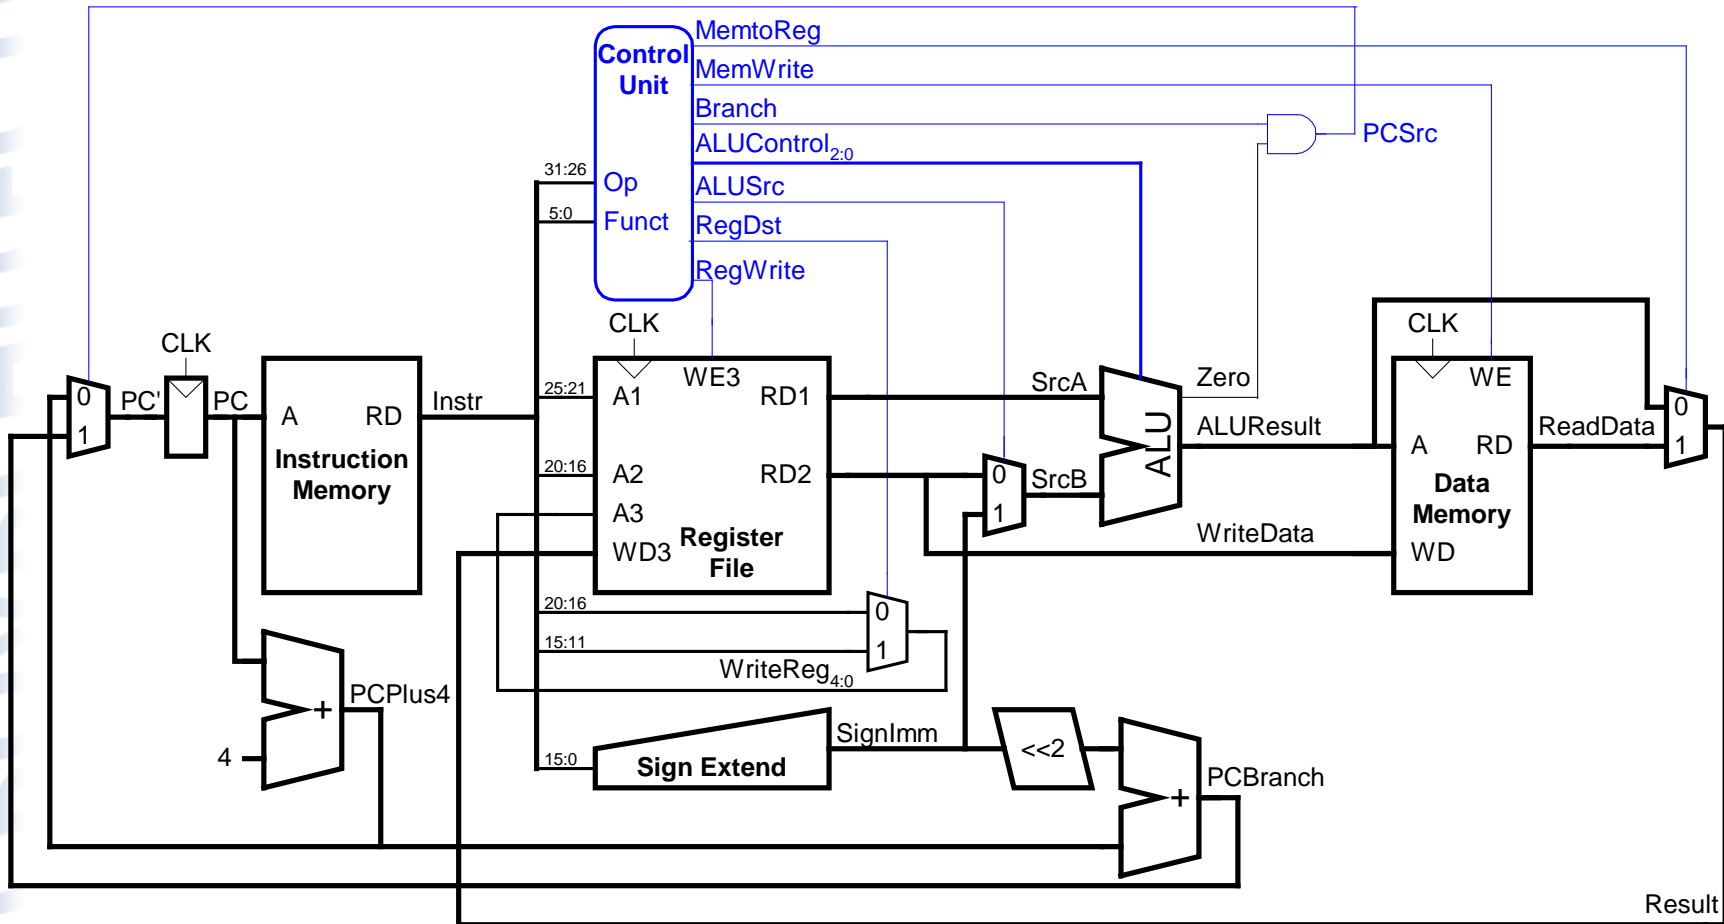 MemtoReg
Control
Unit
MemWrite
Branch
PCSrc
ALUControl2:0
31:26
Op
ALUSrc
5:0
Funct
RegDst
RegWrite
CLK
CLK
CLK
WE3
WE
0
PC'
PC
A
RD
Instr
25:21
A1
RD1
SrcA
Zero
0
1
ALU
ALUResult
ReadData
1
Instruction
Memory
20:16
A2
RD2
0
SrcB
A
RD
Data
Memory
A3
1
WD3
Register
File
WriteData
WD
20:16
0
15:11
1
WriteReg4:0
PCPlus4
+
4
SignImm
15:0
Sign Extend
<<2
PCBranch
+
Result